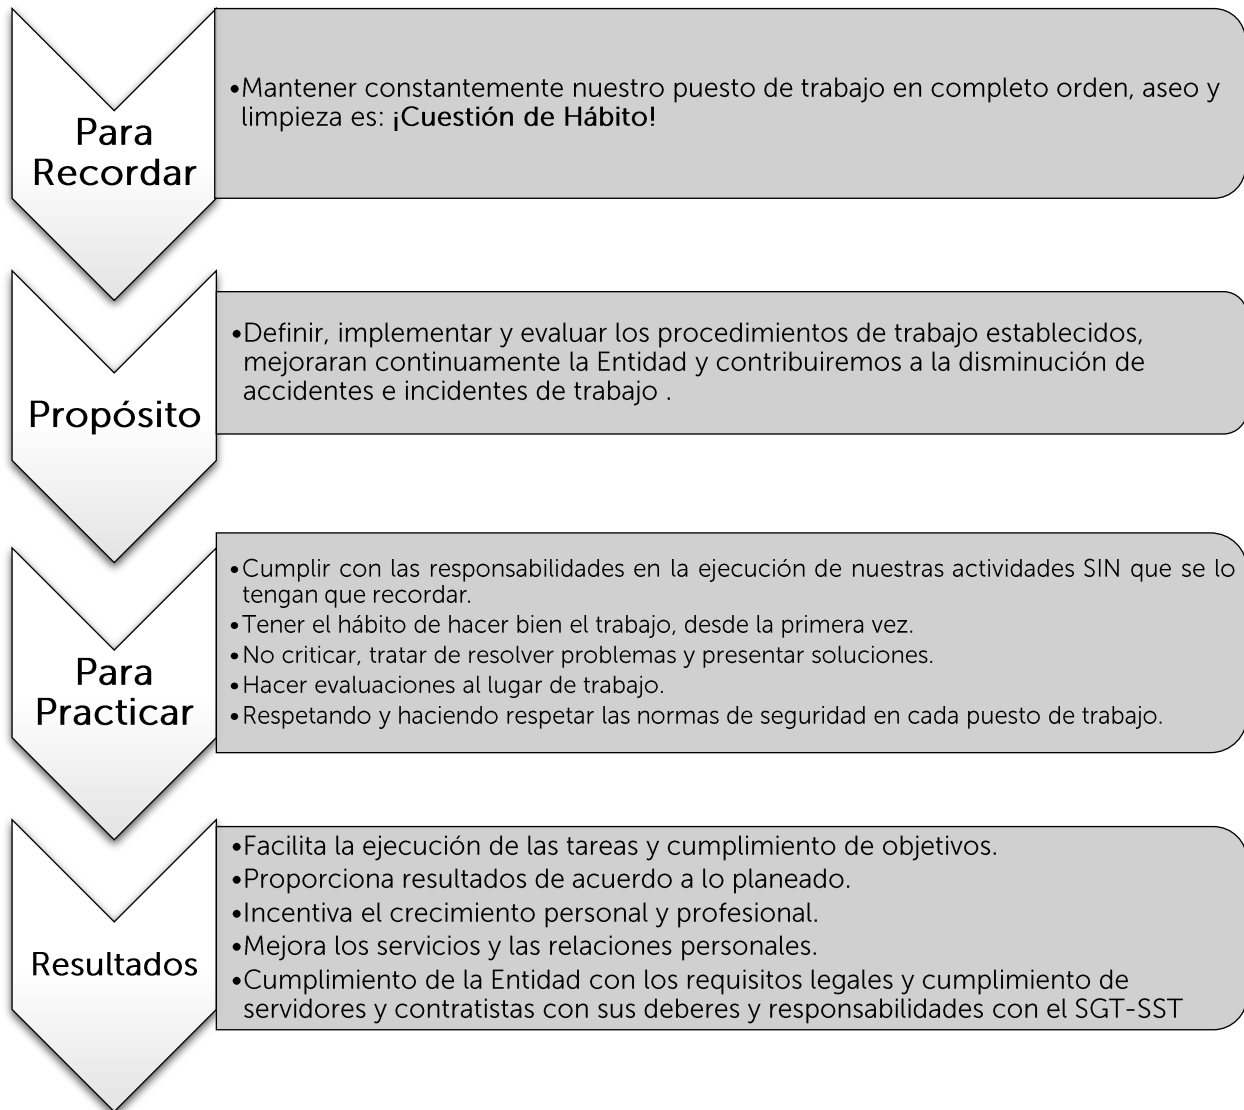 Para
Recordar
•Mantener constantemente nuestro puesto de trabajo en completo orden, aseo y
limpieza es: ¡Cuestión de Hábito!
Propósito
•Definir, implementar y evaluar los procedimientos de trabajo establecidos,
mejoraran continuamente la Entidad y contribuiremos a la disminución de
accidentes e incidentes de trabajo .
Para
Practicar
•Cumplir con las responsabilidades en la ejecución de nuestras actividades SIN que se lo
tengan que recordar.
•Tener el hábito de hacer bien el trabajo, desde la primera vez.
•No criticar, tratar de resolver problemas y presentar soluciones.
•Hacer evaluaciones al lugar de trabajo.
•Respetando y haciendo respetar las normas de seguridad en cada puesto de trabajo.
Resultados
•Facilita la ejecución de las tareas y cumplimiento de objetivos.
•Proporciona resultados de acuerdo a lo planeado.
•Incentiva el crecimiento personal y profesional.
•Mejora los servicios y las relaciones personales.
•Cumplimiento de la Entidad con los requisitos legales y cumplimiento de
servidores y contratistas con sus deberes y responsabilidades con el SGT-SST